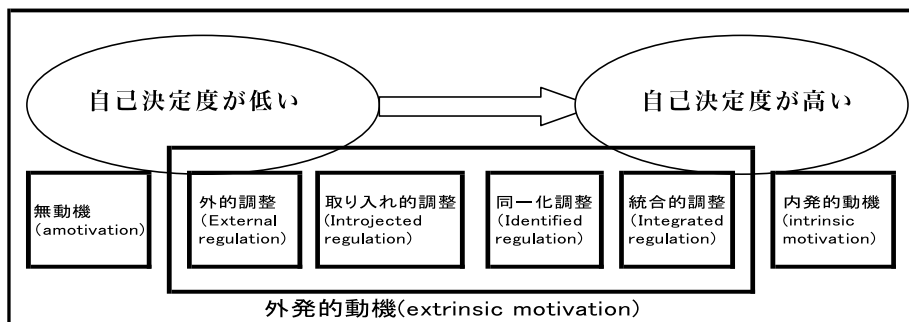 自己決定度が低い
自己決定度が高い
無動機
(amotivation)
外的調整
(External
regulation)
取り入れ的調整
(Introjected
regulation)
同一化調整
(Identified
regulation)
統合的調整
(Integrated
regulation)
内発的動機
(intrinsic
motivation)
外発的動機(extrinsic motivation)